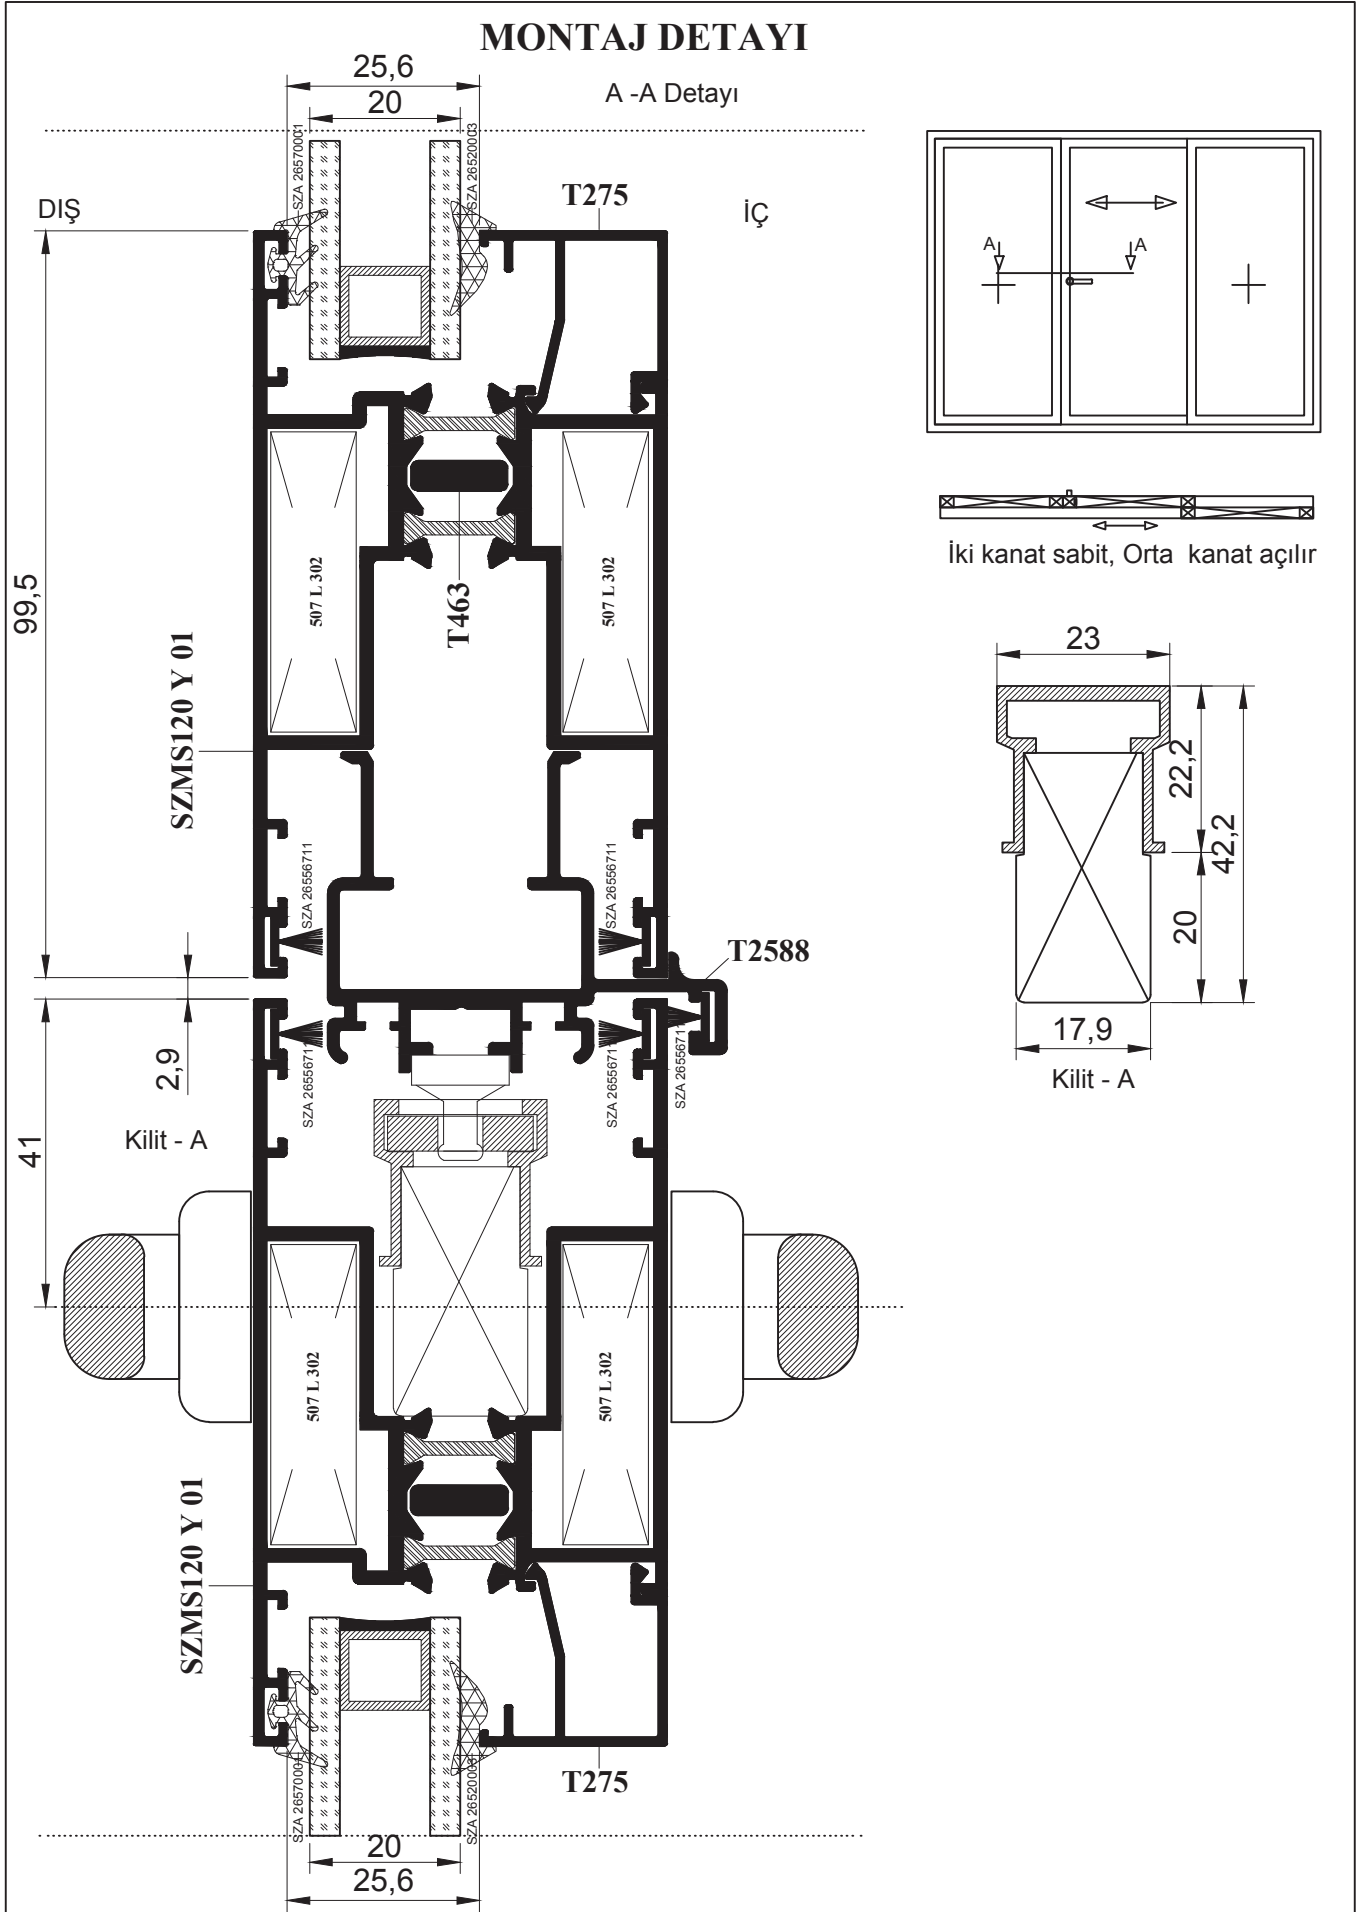 MONTAJ DETAYI
A -A Detayı
25,6
20
SZA 26570001
SZA 26520003
DIŞ
T275
İÇ
A
A
507 L 302
507 L 302
T463
99,5
SZMS120 Y 01
İki kanat sabit, Orta kanat açılır
23
22,2
42,2
20
17,9
Kilit - A
SZA 26556711
SZA 26556711
T2588
2,9
SZA 26556711
SZA 26556711
SZA 26556711
41
Kilit - A
507 L 302
507 L 302
SZMS120 Y 01
SZA 26570001
SZA 26520003
T275
20
25,6